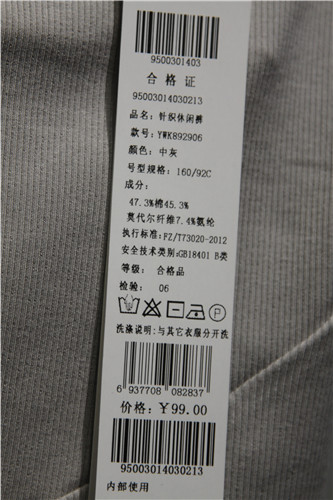 9500301403
合格证
95003014030213
品名：针织休闲裤
款号：YWK892906
颜色：中灰
号型规格：160/92C
成分：
47.3%棉45.3%
莫代尔纤维7.4%氨纶
执行标准：FZ/T73020-2012
安全技术类别:GB18401 B类
等级： 合格品
检验： 06
洗涤说明:与其它衣服分开洗
6 937708 082837
价格：￥99.00
95003014030213
内部使用